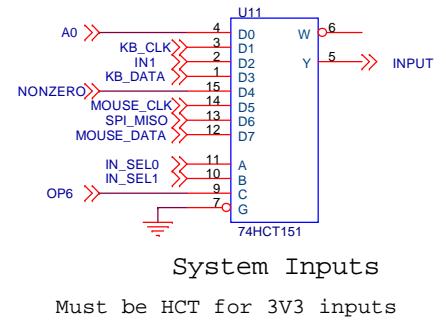 U11
A0 4 D0 W 6
KB_CLK 3 D1
IN1 2 D2 Y 5 INPUT
KB_DATA 1 D3
NONZERO 15 D4
MOUSE_CLK 14 D5
SPI_MISO 13 D6
MOUSE_DATA 12 D7
IN_SEL0 11 A
IN_SEL1 10 B
OP6 9 C
7 G
74HCT151
System Inputs
Must be HCT for 3V3 inputs